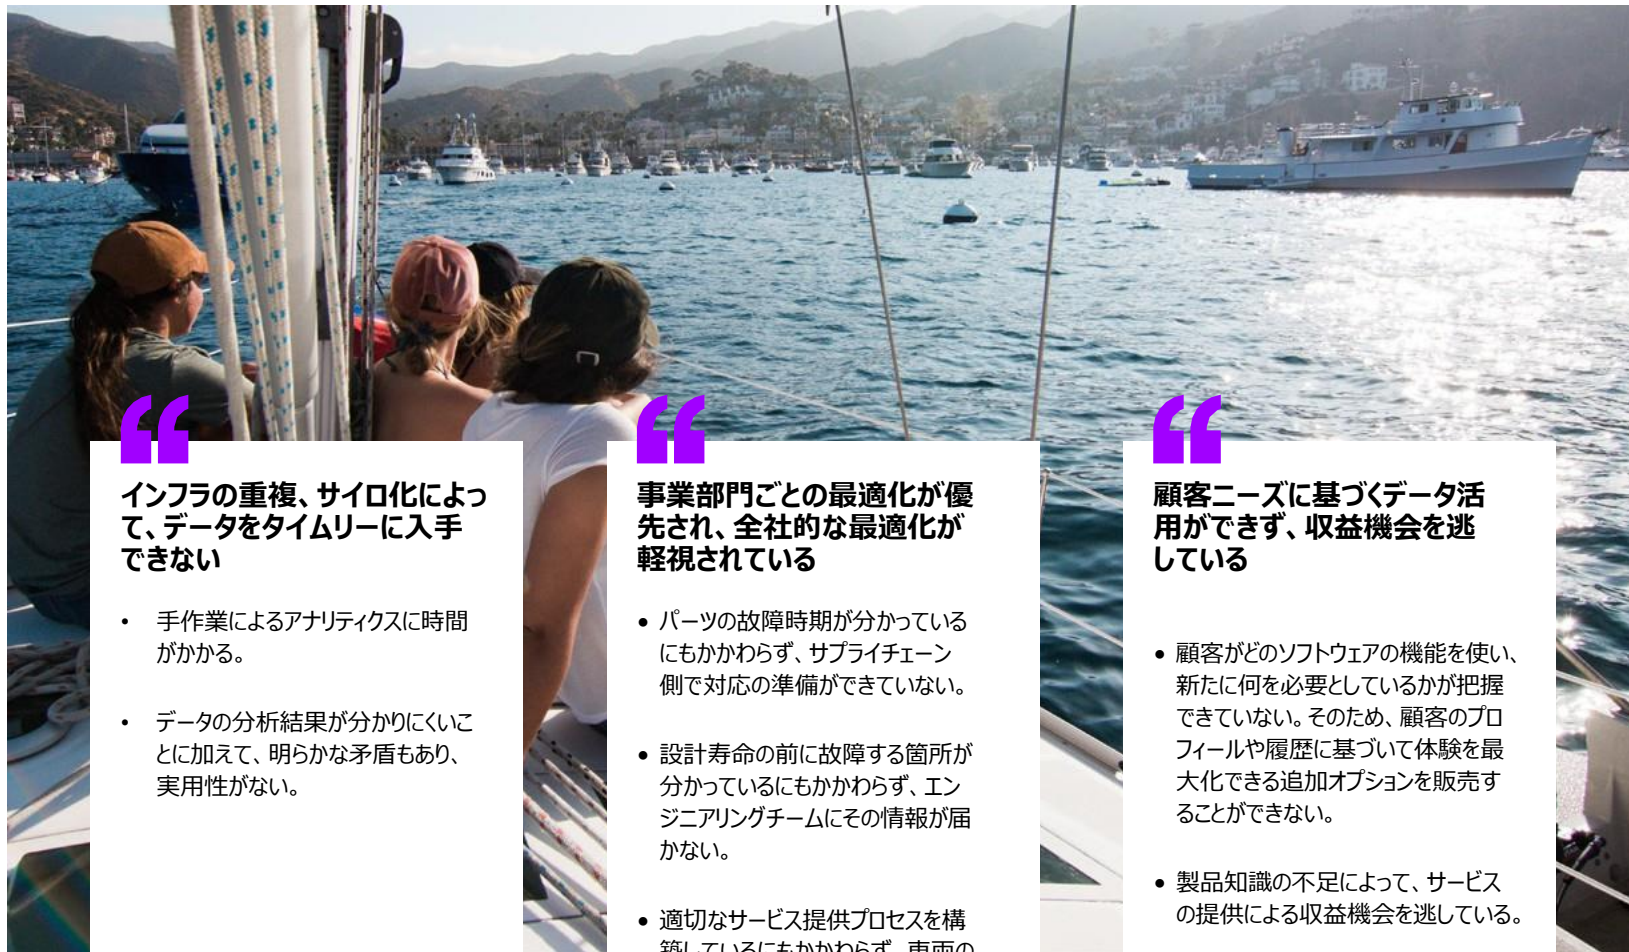 インフラの重複、サイロ化によっ
て、データをタイムリーに入手
できない
• 手作業によるアナリティクスに時間
がかかる。
• データの分析結果が分かりにくいこ
とに加えて、明らかな矛盾もあり、
実用性がない。
事業部門ごとの最適化が優
先され、全社的な最適化が
軽視されている
• パーツの故障時期が分かっている
にもかかわらず、サプライチェーン
側で対応の準備ができていない。
• 設計寿命の前に故障する箇所が
分かっているにもかかわらず、エン
ジニアリングチームにその情報が届
かない。
• 適切なサービス提供プロセスを構
築しているにもかかわらず、車両の
顧客ニーズに基づくデータ活
用ができず、収益機会を逃
している
• 顧客がどのソフトウェアの機能を使い、
新たに何を必要としているかが把握
できていない。そのため、顧客のプロ
フィールや履歴に基づいて体験を最
大化できる追加オプションを販売す
ることができない。
• 製品知識の不足によって、サービス
の提供による収益機会を逃している。